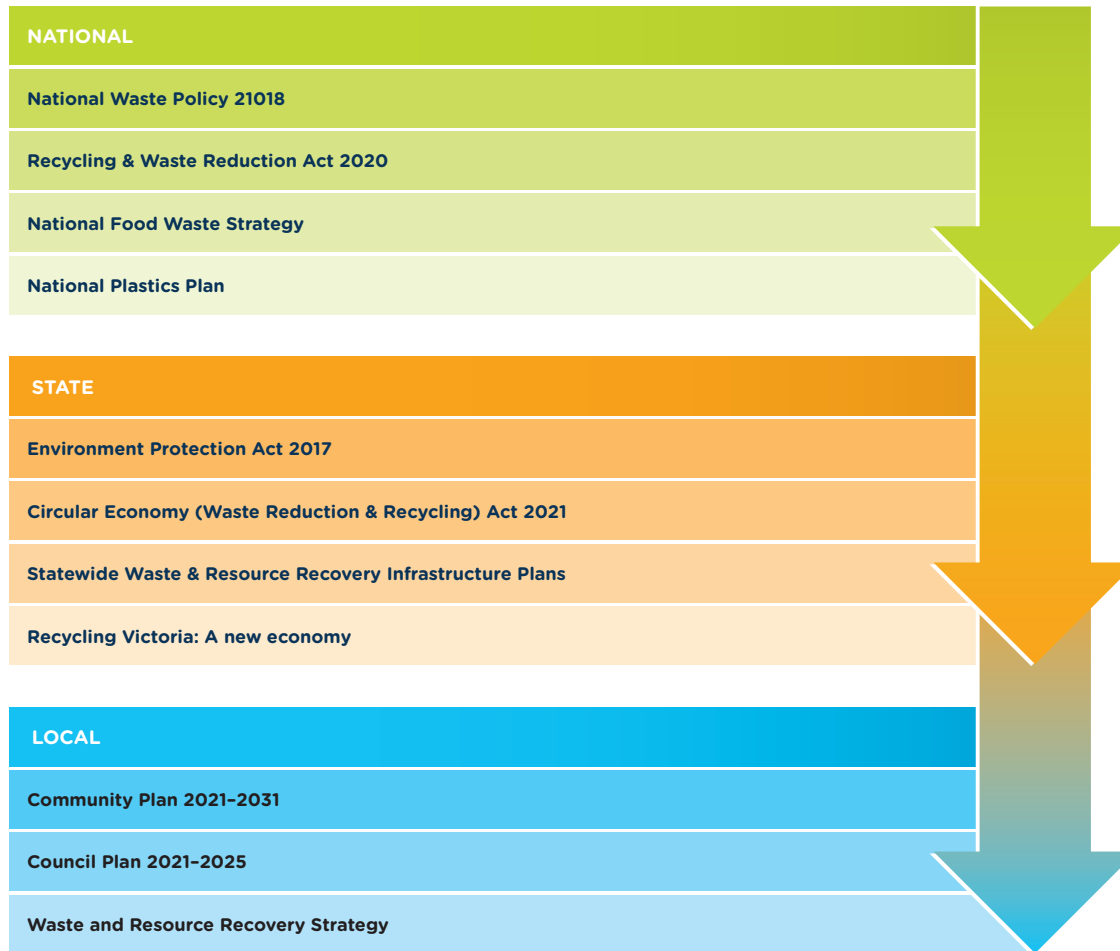 NATIONAL
National Waste Policy 21018
Recycling & Waste Reduction Act 2020
National Food Waste Strategy
National Plastics Plan
STATE
Environment Protection Act 2017
Circular Economy (Waste Reduction & Recycling) Act 2021
Statewide Waste & Resource Recovery Infrastructure Plans
Recycling Victoria: A new economy
LOCAL
Community Plan 2021–2031
Council Plan 2021–2025
Waste and Resource Recovery Strategy